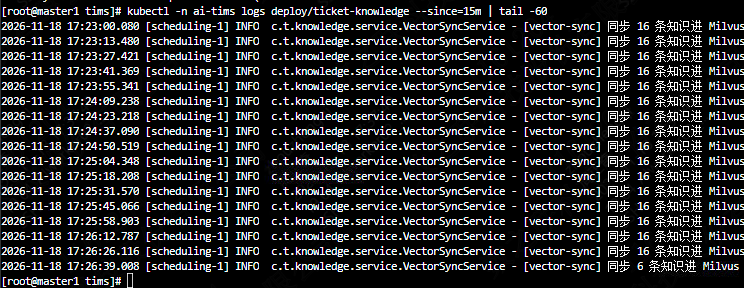 [root@master1 tims]# kubectl -n ai-tims logs deploy/ticket-knowledge --since=15m | tail -60
2026-11-18 17:23:00.080 [scheduling-1] INFO  c.t.knowledge.service.VectorSyncService - [vector-sync] 同步 16 条知识进 Milvus
2026-11-18 17:23:13.480 [scheduling-1] INFO  c.t.knowledge.service.VectorSyncService - [vector-sync] 同步 16 条知识进 Milvus
2026-11-18 17:23:27.421 [scheduling-1] INFO  c.t.knowledge.service.VectorSyncService - [vector-sync] 同步 16 条知识进 Milvus
2026-11-18 17:23:41.369 [scheduling-1] INFO  c.t.knowledge.service.VectorSyncService - [vector-sync] 同步 16 条知识进 Milvus
2026-11-18 17:23:55.341 [scheduling-1] INFO  c.t.knowledge.service.VectorSyncService - [vector-sync] 同步 16 条知识进 Milvus
2026-11-18 17:24:09.238 [scheduling-1] INFO  c.t.knowledge.service.VectorSyncService - [vector-sync] 同步 16 条知识进 Milvus
2026-11-18 17:24:23.218 [scheduling-1] INFO  c.t.knowledge.service.VectorSyncService - [vector-sync] 同步 16 条知识进 Milvus
2026-11-18 17:24:37.090 [scheduling-1] INFO  c.t.knowledge.service.VectorSyncService - [vector-sync] 同步 16 条知识进 Milvus
2026-11-18 17:24:50.519 [scheduling-1] INFO  c.t.knowledge.service.VectorSyncService - [vector-sync] 同步 16 条知识进 Milvus
2026-11-18 17:25:04.348 [scheduling-1] INFO  c.t.knowledge.service.VectorSyncService - [vector-sync] 同步 16 条知识进 Milvus
2026-11-18 17:25:18.208 [scheduling-1] INFO  c.t.knowledge.service.VectorSyncService - [vector-sync] 同步 16 条知识进 Milvus
2026-11-18 17:25:31.570 [scheduling-1] INFO  c.t.knowledge.service.VectorSyncService - [vector-sync] 同步 16 条知识进 Milvus
2026-11-18 17:25:45.066 [scheduling-1] INFO  c.t.knowledge.service.VectorSyncService - [vector-sync] 同步 16 条知识进 Milvus
2026-11-18 17:25:58.903 [scheduling-1] INFO  c.t.knowledge.service.VectorSyncService - [vector-sync] 同步 16 条知识进 Milvus
2026-11-18 17:26:12.787 [scheduling-1] INFO  c.t.knowledge.service.VectorSyncService - [vector-sync] 同步 16 条知识进 Milvus
2026-11-18 17:26:26.116 [scheduling-1] INFO  c.t.knowledge.service.VectorSyncService - [vector-sync] 同步 16 条知识进 Milvus
2026-11-18 17:26:39.008 [scheduling-1] INFO  c.t.knowledge.service.VectorSyncService - [vector-sync] 同步 6 条知识进 Milvus
[root@master1 tims]#